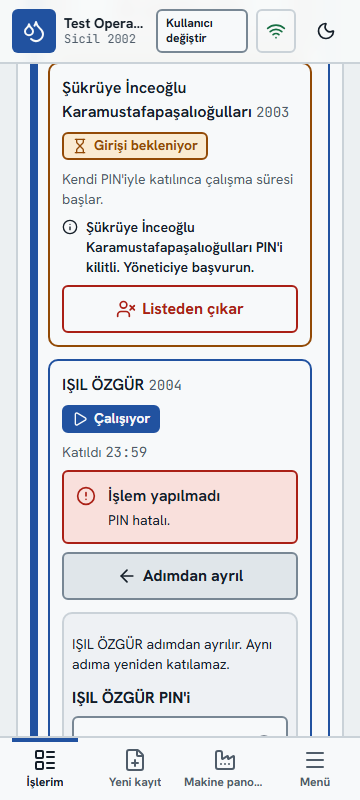 Test Opera...
Sicil 2002
Kullanıcı
değiştir
Şükrüye İnceoğlu
Karamustafapaşalıoğulları 2003
Girişi bekleniyor
Kendi PIN'iyle katılınca çalışma süresi
başlar.
Şükrüye İnceoğlu
Karamustafapaşalıoğulları PIN'i
kilitli. Yöneticiye başvurun.
Listeden çıkar
IŞIL ÖZGÜR 2004
Çalışıyor
Katıldı 23:59
İşlem yapılmadı
PIN hatalı.
Adımdan ayrıl
IŞIL ÖZGÜR adımdan ayrılır. Aynı
adıma yeniden katılamaz.
IŞIL ÖZGÜR PIN'i
İşlerim
Yeni kayıt
Makine pano...
Menü